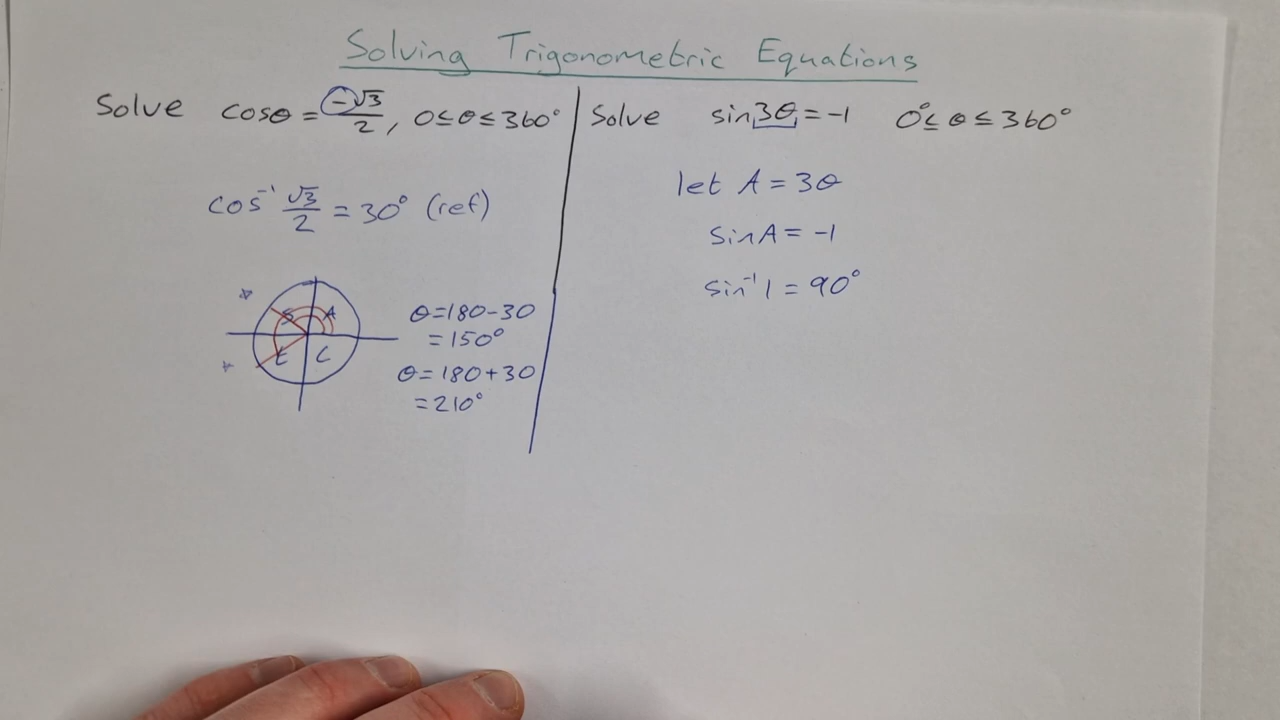 Solving Trigonometric Equations
Solve cosθ = -√3/2, 0≤θ≤360°
cos⁻¹ √3/2 = 30° (ref)
S A
t C
θ=180-30
=150°
θ=180+30
=210°
Solve sin3θ=-1 0°≤θ≤360°
let A=3θ
sinA=-1
sin⁻¹1=90°